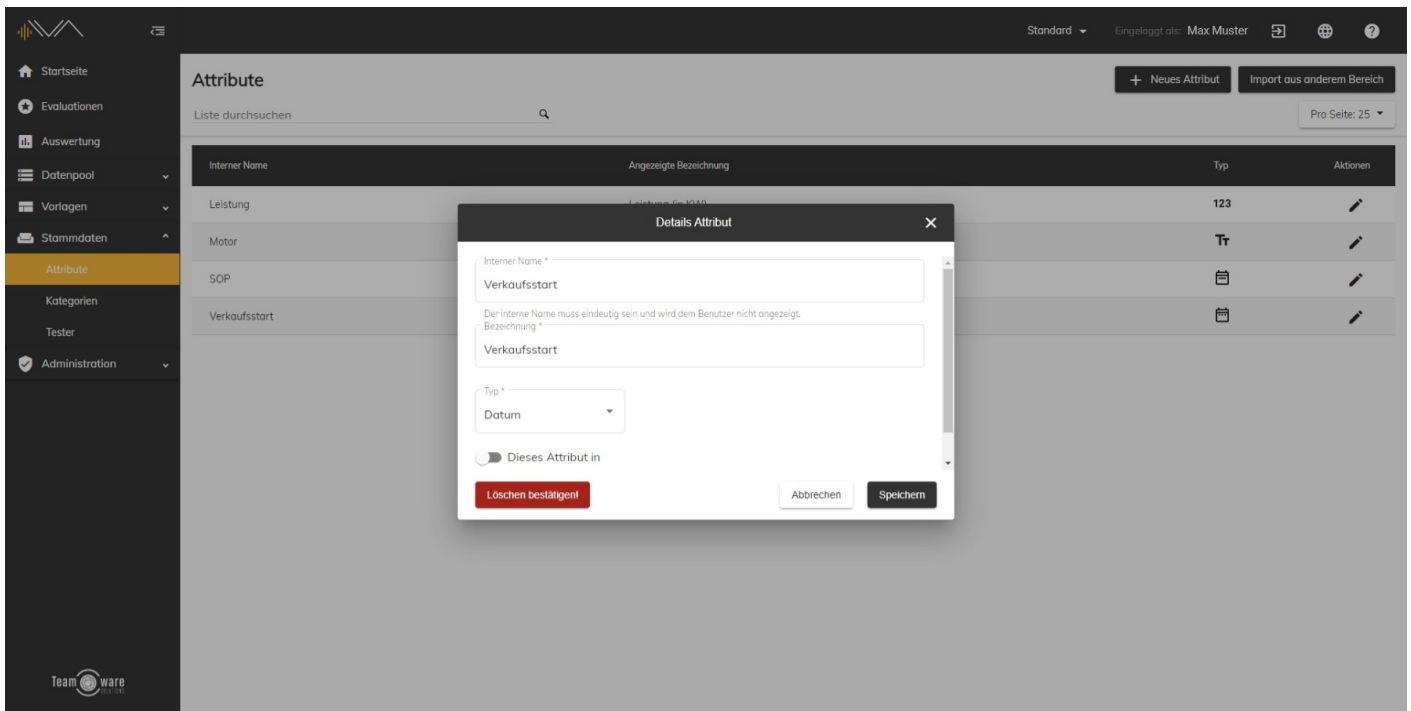 Standard
Eingeloggt als: Max Muster
Startseite
Evaluationen
Auswertung
Datenpool
Vorlagen
Stammdaten
Attribute
Kategorien
Tester
Administration
Team ware
Attribute
+ Neues Attribut
Import aus anderem Bereich
Liste durchsuchen
Pro Seite: 25
Interner Name Angezeigte Bezeichnung Typ Aktionen
Leistung 123
Motor Tт
SOP
Verkaufsstart
Details Attribut
Interner Name *
Verkaufsstart
Der interne Name muss eindeutig sein und wird dem Benutzer nicht angezeigt.
Bezeichnung *
Verkaufsstart
Typ *
Datum
Dieses Attribut in
Löschen bestätigen!
Abbrechen
Speichern